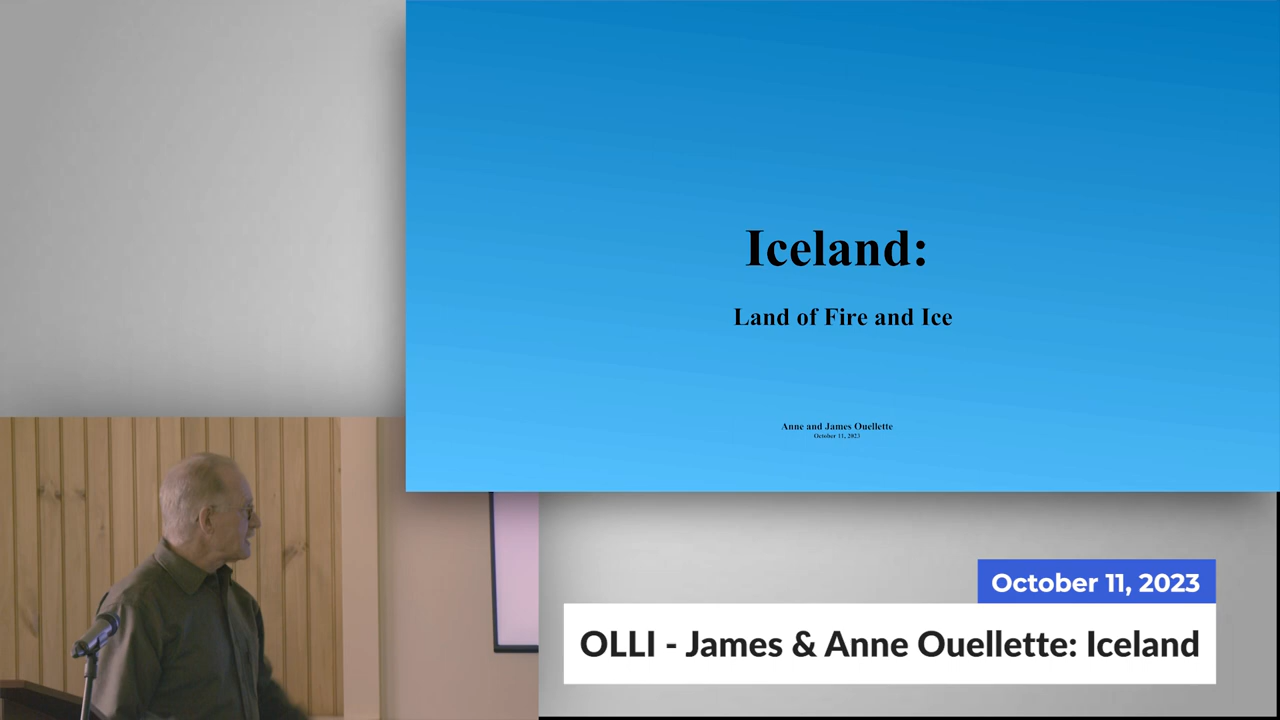 Iceland:
Land of Fire and Ice
Anne and James Ouellette
October 11, 2023
October 11, 2023
OLLI - James & Anne Ouellette: Iceland